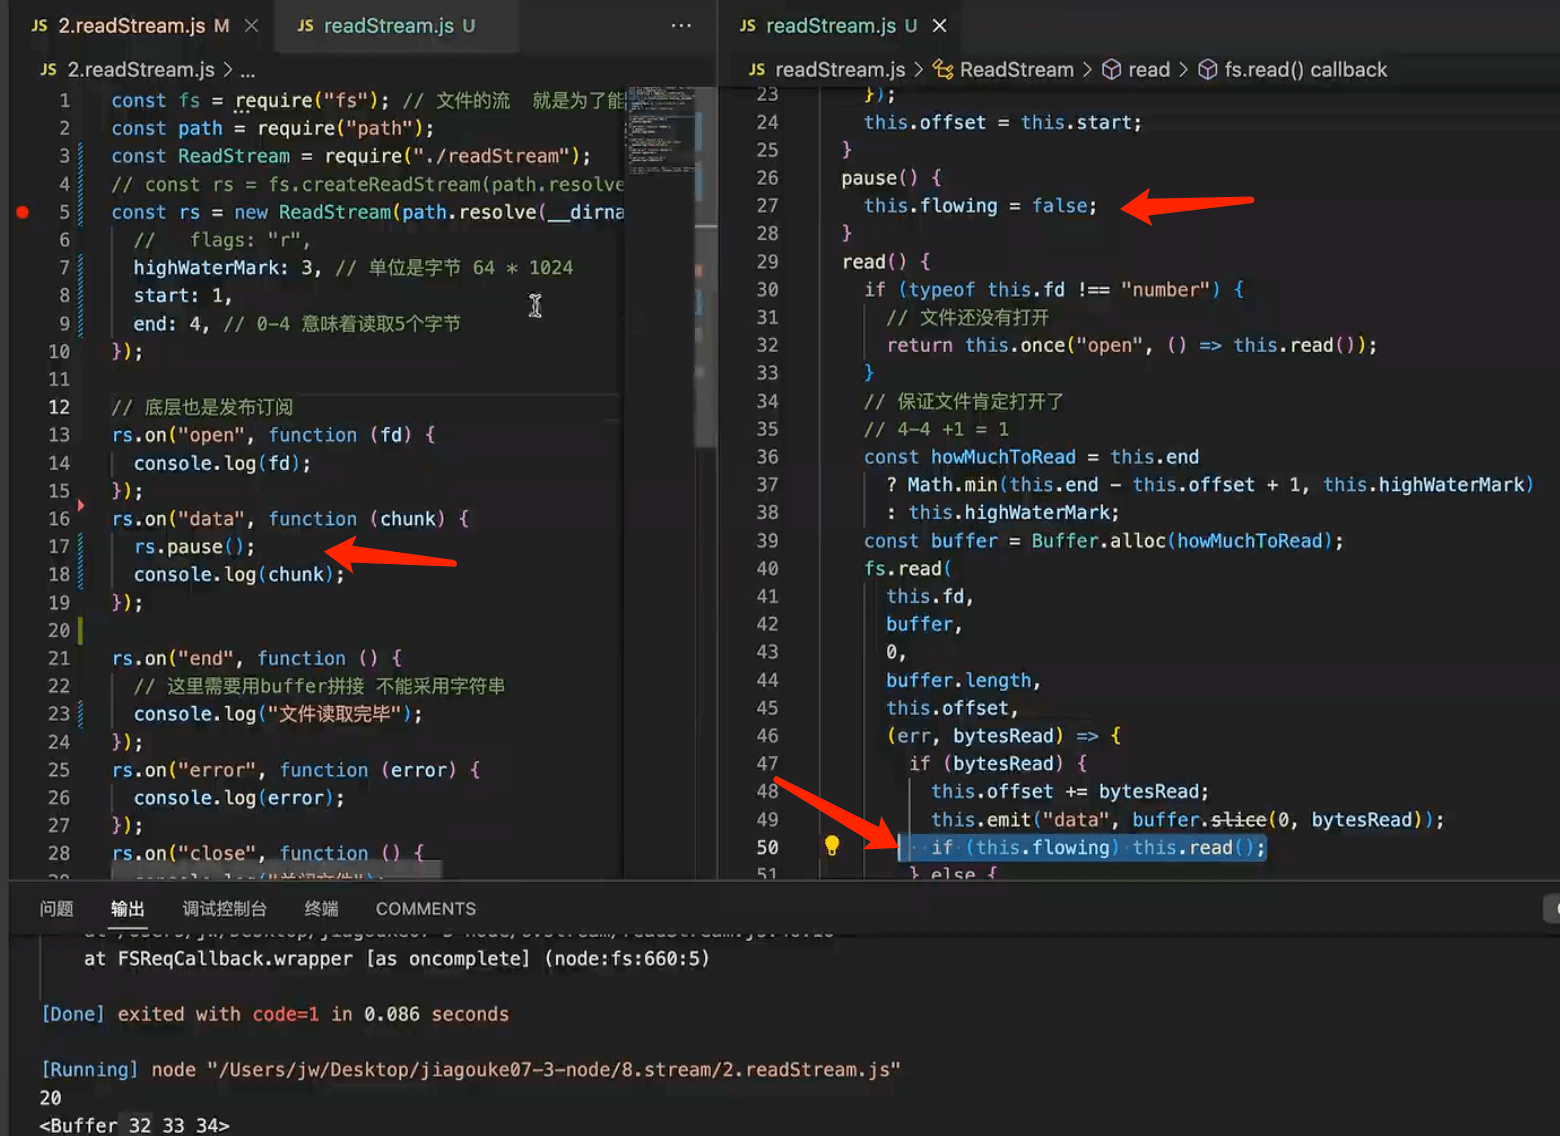 JS 2.readStream.js M ×
JS readStream.js U
...
JS 2.readStream.js > ...
1 const fs = require("fs"); // 文件的流 就是为了能
2 const path = require("path");
3 const ReadStream = require("./readStream");
4 // const rs = fs.createReadStream(path.resolve
5 const rs = new ReadStream(path.resolve(__dirna
6 // flags: "r",
7 highWaterMark: 3, // 单位是字节 64 * 1024
8 start: 1,
9 end: 4, // 0-4 意味着读取5个字节
10 });
11
12 // 底层也是发布订阅
13 rs.on("open", function (fd) {
14 console.log(fd);
15 });
16 rs.on("data", function (chunk) {
17 rs.pause();
18 console.log(chunk);
19 });
20
21 rs.on("end", function () {
22 // 这里需要用buffer拼接 不能采用字符串
23 console.log("文件读取完毕");
24 });
25 rs.on("error", function (error) {
26 console.log(error);
27 });
28 rs.on("close", function () {
JS readStream.js U ×
JS readStream.js > ReadStream > read > fs.read() callback
23 });
24 this.offset = this.start;
25 }
26 pause() {
27 this.flowing = false;
28 }
29 read() {
30 if (typeof this.fd !== "number") {
31 // 文件还没有打开
32 return this.once("open", () => this.read());
33 }
34 // 保证文件肯定打开了
35 // 4-4 +1 = 1
36 const howMuchToRead = this.end
37 ? Math.min(this.end - this.offset + 1, this.highWaterMark)
38 : this.highWaterMark;
39 const buffer = Buffer.alloc(howMuchToRead);
40 fs.read(
41 this.fd,
42 buffer,
43 0,
44 buffer.length,
45 this.offset,
46 (err, bytesRead) => {
47 if (bytesRead) {
48 this.offset += bytesRead;
49 this.emit("data", buffer.slice(0, bytesRead));
50 if (this.flowing) this.read();
51 } else {
问题 输出 调试控制台 终端 COMMENTS
at FSReqCallback.wrapper [as oncomplete] (node:fs:660:5)
[Done] exited with code=1 in 0.086 seconds
[Running] node "/Users/jw/Desktop/jiagouke07-3-node/8.stream/2.readStream.js"
20
<Buffer 32 33 34>